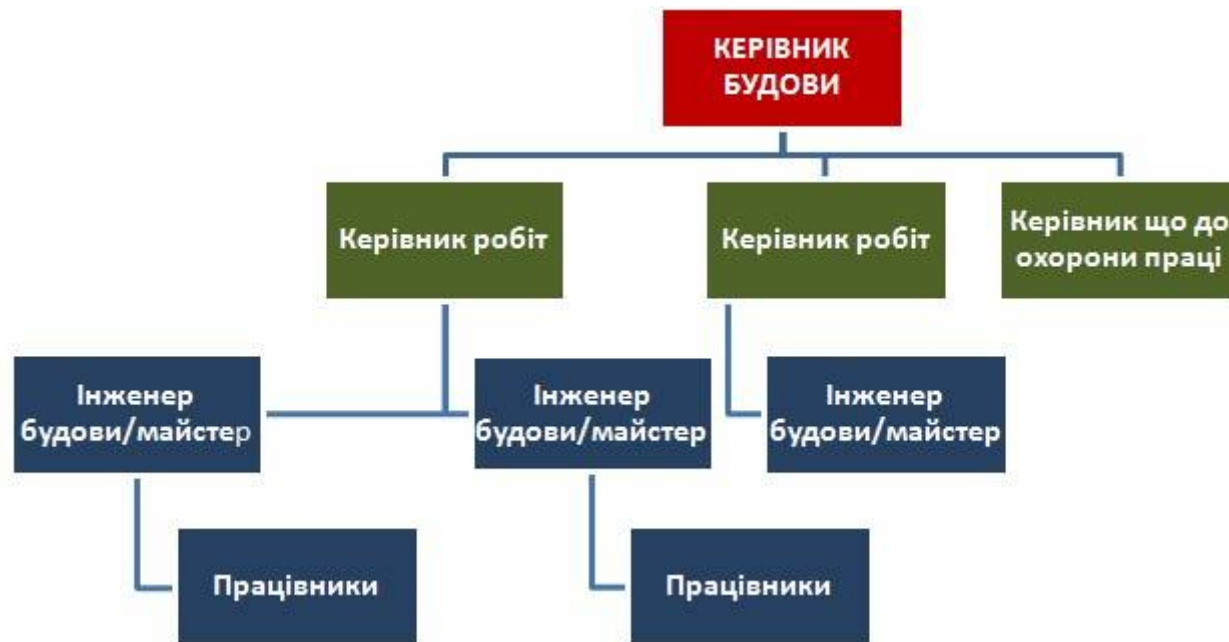 КЕРІВНИК
БУДОВИ
Керівник робіт
Керівник робіт
Керівник що до
охорони праці
Інженер
будови/майстер
Інженер
будови/майстер
Інженер
будови/майстер
Працівники
Працівники